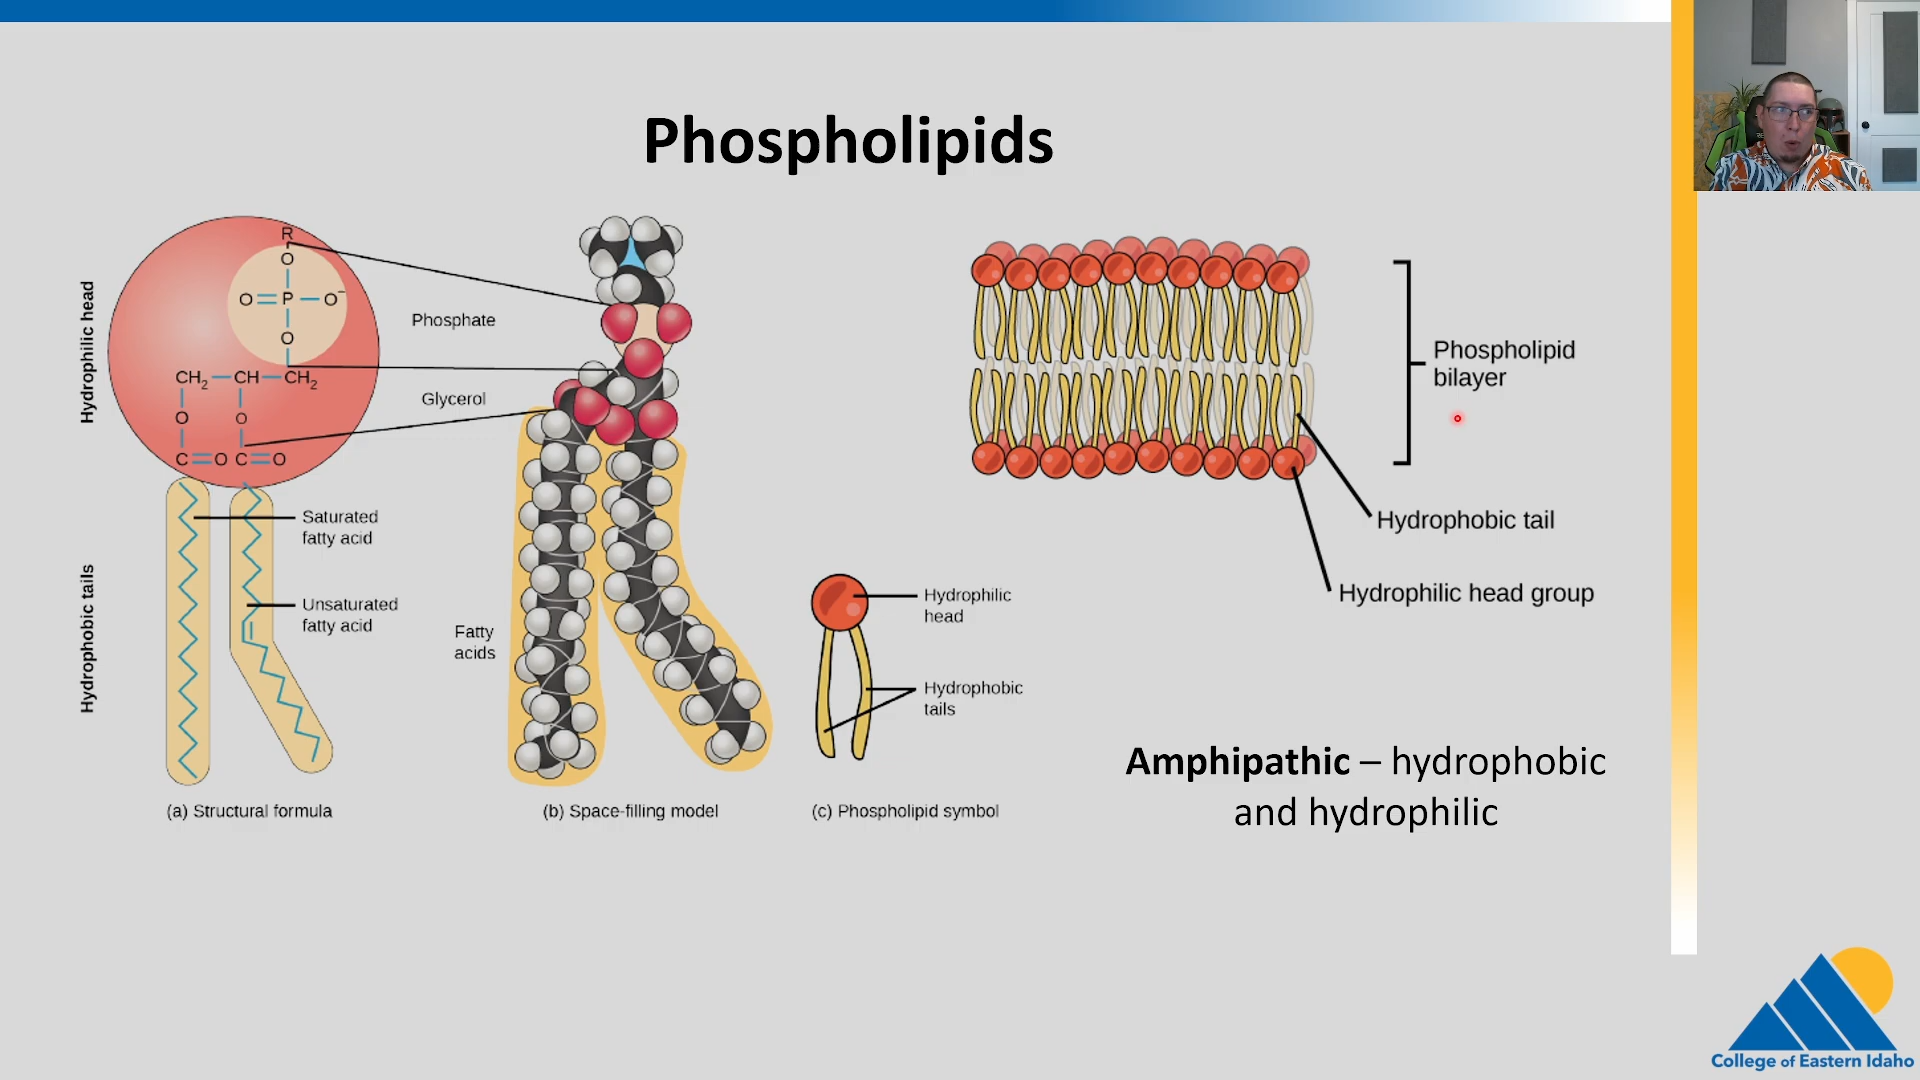 Phospholipids
Hydrophilic head
Hydrophobic tails
R
O
O=P—O⁻
O
CH₂—CH—CH₂
O O
C=O C=O
Phosphate
Glycerol
Saturated
fatty acid
Unsaturated
fatty acid
Fatty
acids
(a) Structural formula
(b) Space-filling model
Hydrophilic
head
Hydrophobic
tails
(c) Phospholipid symbol
Phospholipid
bilayer
Hydrophobic tail
Hydrophilic head group
Amphipathic – hydrophobic
and hydrophilic
College of Eastern Idaho